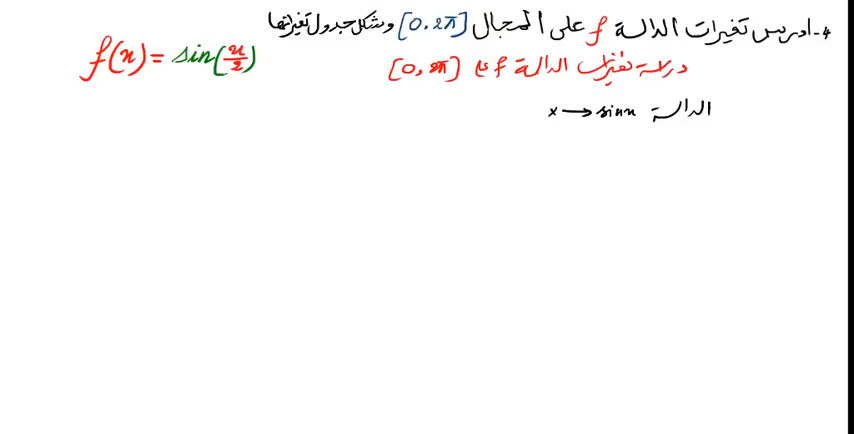 4- ادرس تغيرات الدالة f على المجال [0.2π] وشكل جدول تغيراتها
f(x) = sin(x/2)
دراسة تغيرات الدالة f على [0, 2π]
الدالة x → sin x